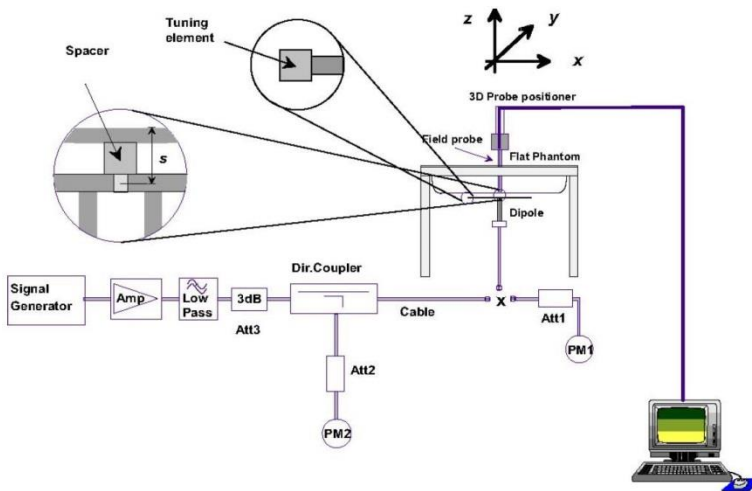 Tuning
element
Spacer
s
z
y
x
3D Probe positioner
Field probe
Flat Phantom
Dipole
Dir.Coupler
Signal
Generator
Amp
Low
Pass
3dB
Att3
Cable
x
Att1
PM1
Att2
PM2